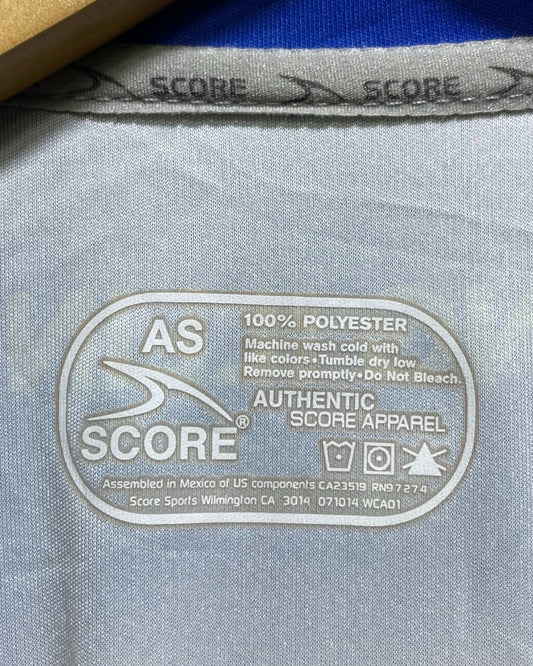 SCORE SCORE
AS
100% POLYESTER
Machine wash cold with
like colors • Tumble dry low
Remove promptly • Do Not Bleach.
AUTHENTIC
SCORE APPAREL
SCORE®
Assembled in Mexico of US components CA23519 RN97274
Score Sports Wilmington CA 3014 071014 WCA01